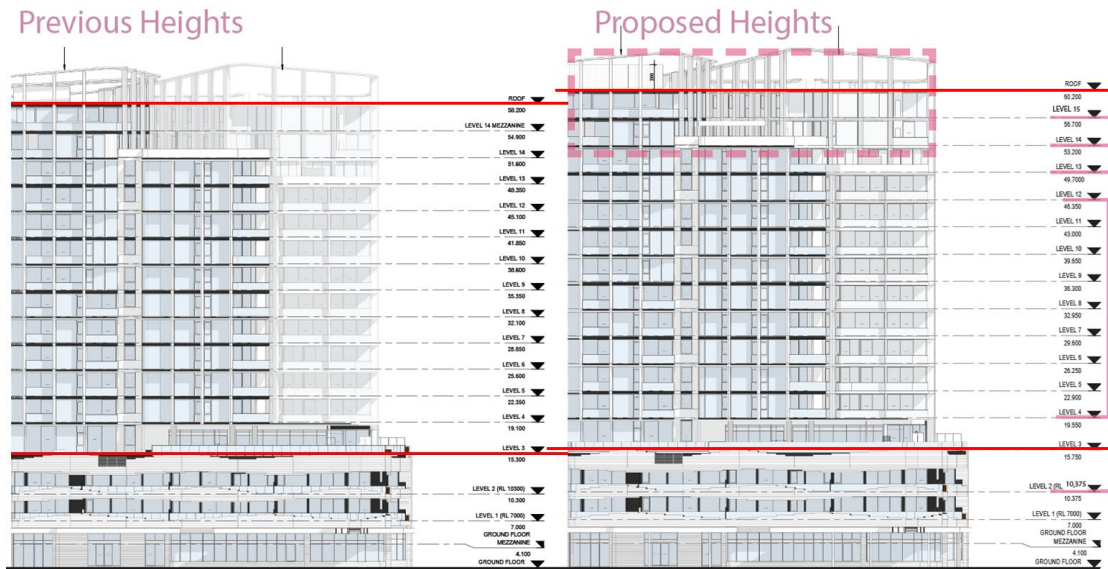 Previous Heights
ROOF
58.200
LEVEL 14 MEZZANINE
54.900
LEVEL 14
51.600
LEVEL 13
48.350
LEVEL 12
45.100
LEVEL 11
41.850
LEVEL 10
38.600
LEVEL 9
35.350
LEVEL 8
32.100
LEVEL 7
28.850
LEVEL 6
25.600
LEVEL 5
22.350
LEVEL 4
19.100
LEVEL 3
15.300
LEVEL 2 (RL 10300)
10.300
LEVEL 1 (RL 7000)
7.000
GROUND FLOOR
MEZZANINE
4.100
GROUND FLOOR
Proposed Heights
ROOF
60.200
LEVEL 15
56.700
LEVEL 14
53.200
LEVEL 13
49.7000
LEVEL 12
46.350
LEVEL 11
43.000
LEVEL 10
39.650
LEVEL 9
36.300
LEVEL 8
32.950
LEVEL 7
29.600
LEVEL 6
26.250
LEVEL 5
22.900
LEVEL 4
19.550
LEVEL 3
15.750
LEVEL 2 (RL 10,375
10.375
LEVEL 1 (RL 7000)
7.000
GROUND FLOOR
MEZZANINE
4.100
GROUND FLOOR